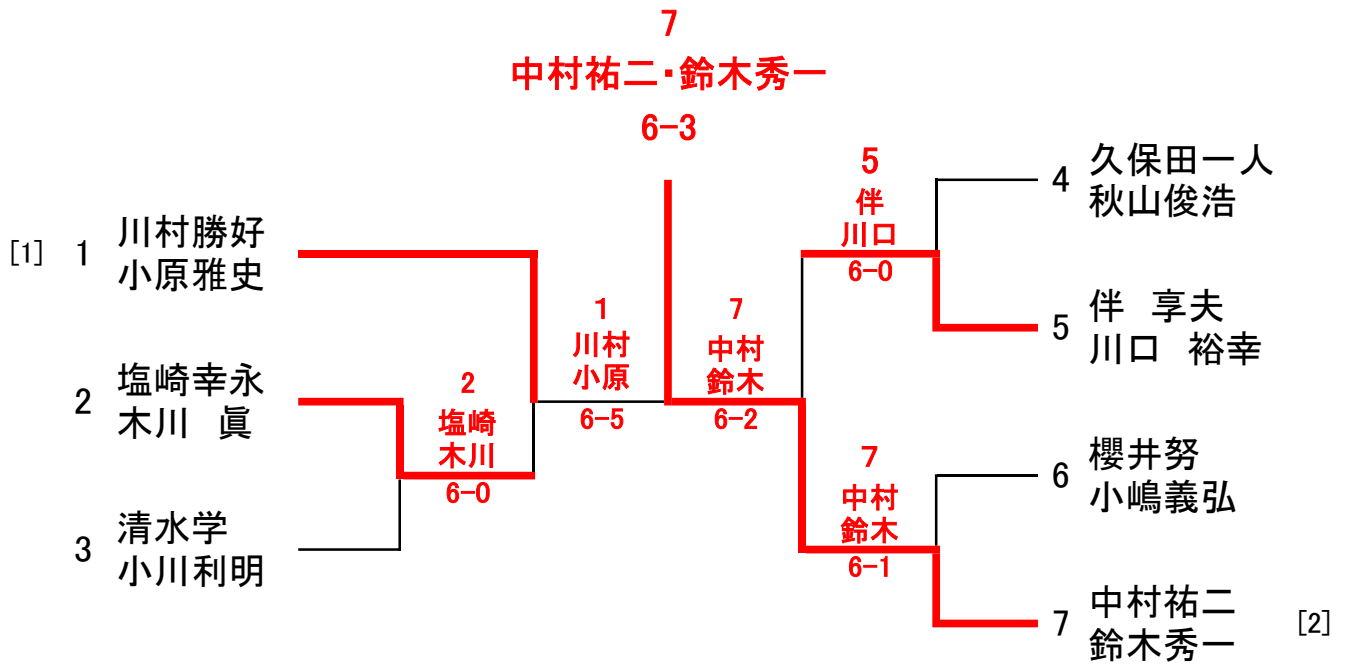 7
中村祐二・鈴木秀一
6-3
[1] 1 川村勝好
小原雅史
2 塩崎幸永
木川 眞
3 清水学
小川利明
2
塩崎
木川
6-0
1
川村
小原
6-5
7
中村
鈴木
6-2
5
伴
川口
6-0
7
中村
鈴木
6-1
4 久保田一人
秋山俊浩
5 伴 享夫
川口 裕幸
6 櫻井努
小嶋義弘
7 中村祐二
鈴木秀一 [2]